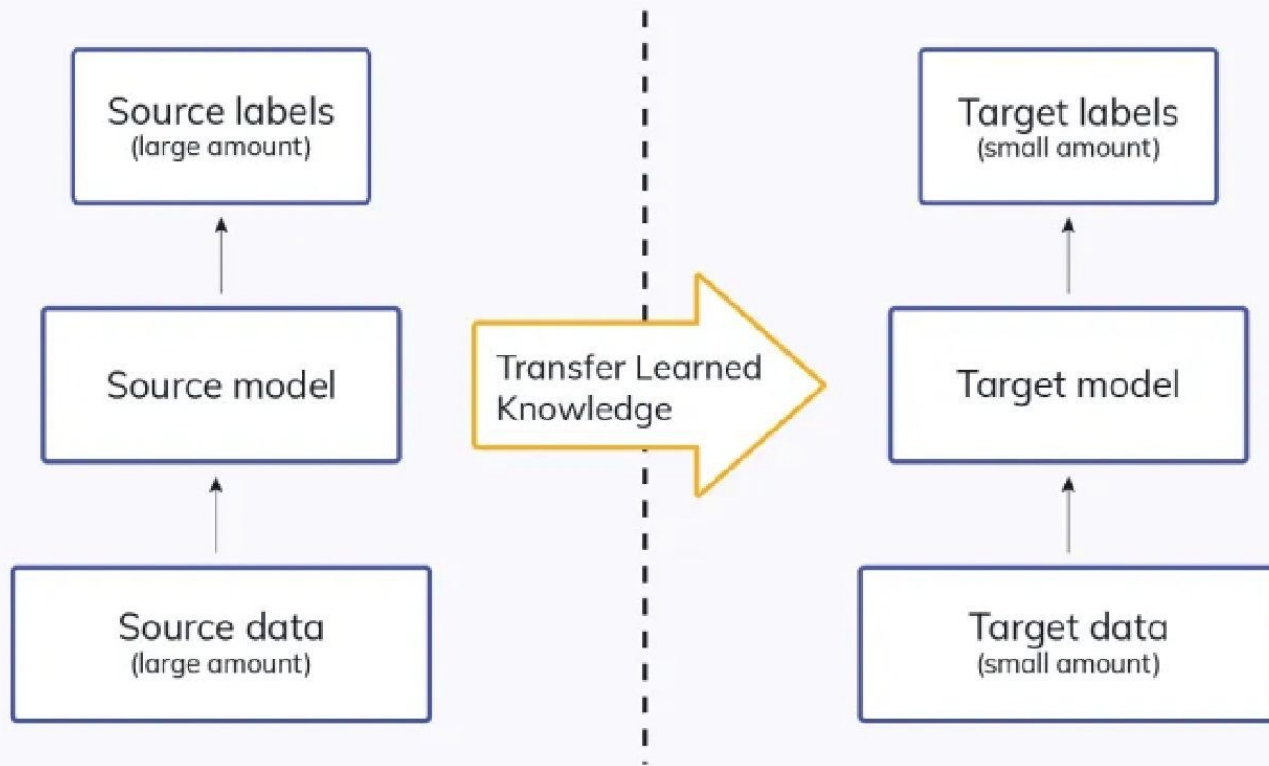 Source labels
(large amount)
Target labels
(small amount)
Source model
Transfer Learned
Knowledge
Target model
Source data
(large amount)
Target data
(small amount)